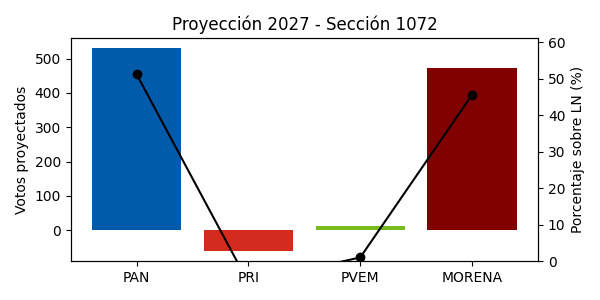 Proyección 2027 - Sección 1072
Votos proyectados
500
400
300
200
100
0
PAN
PRI
PVEM
MORENA
60
50
40
30
20
10
0
Porcentaje sobre LN (%)